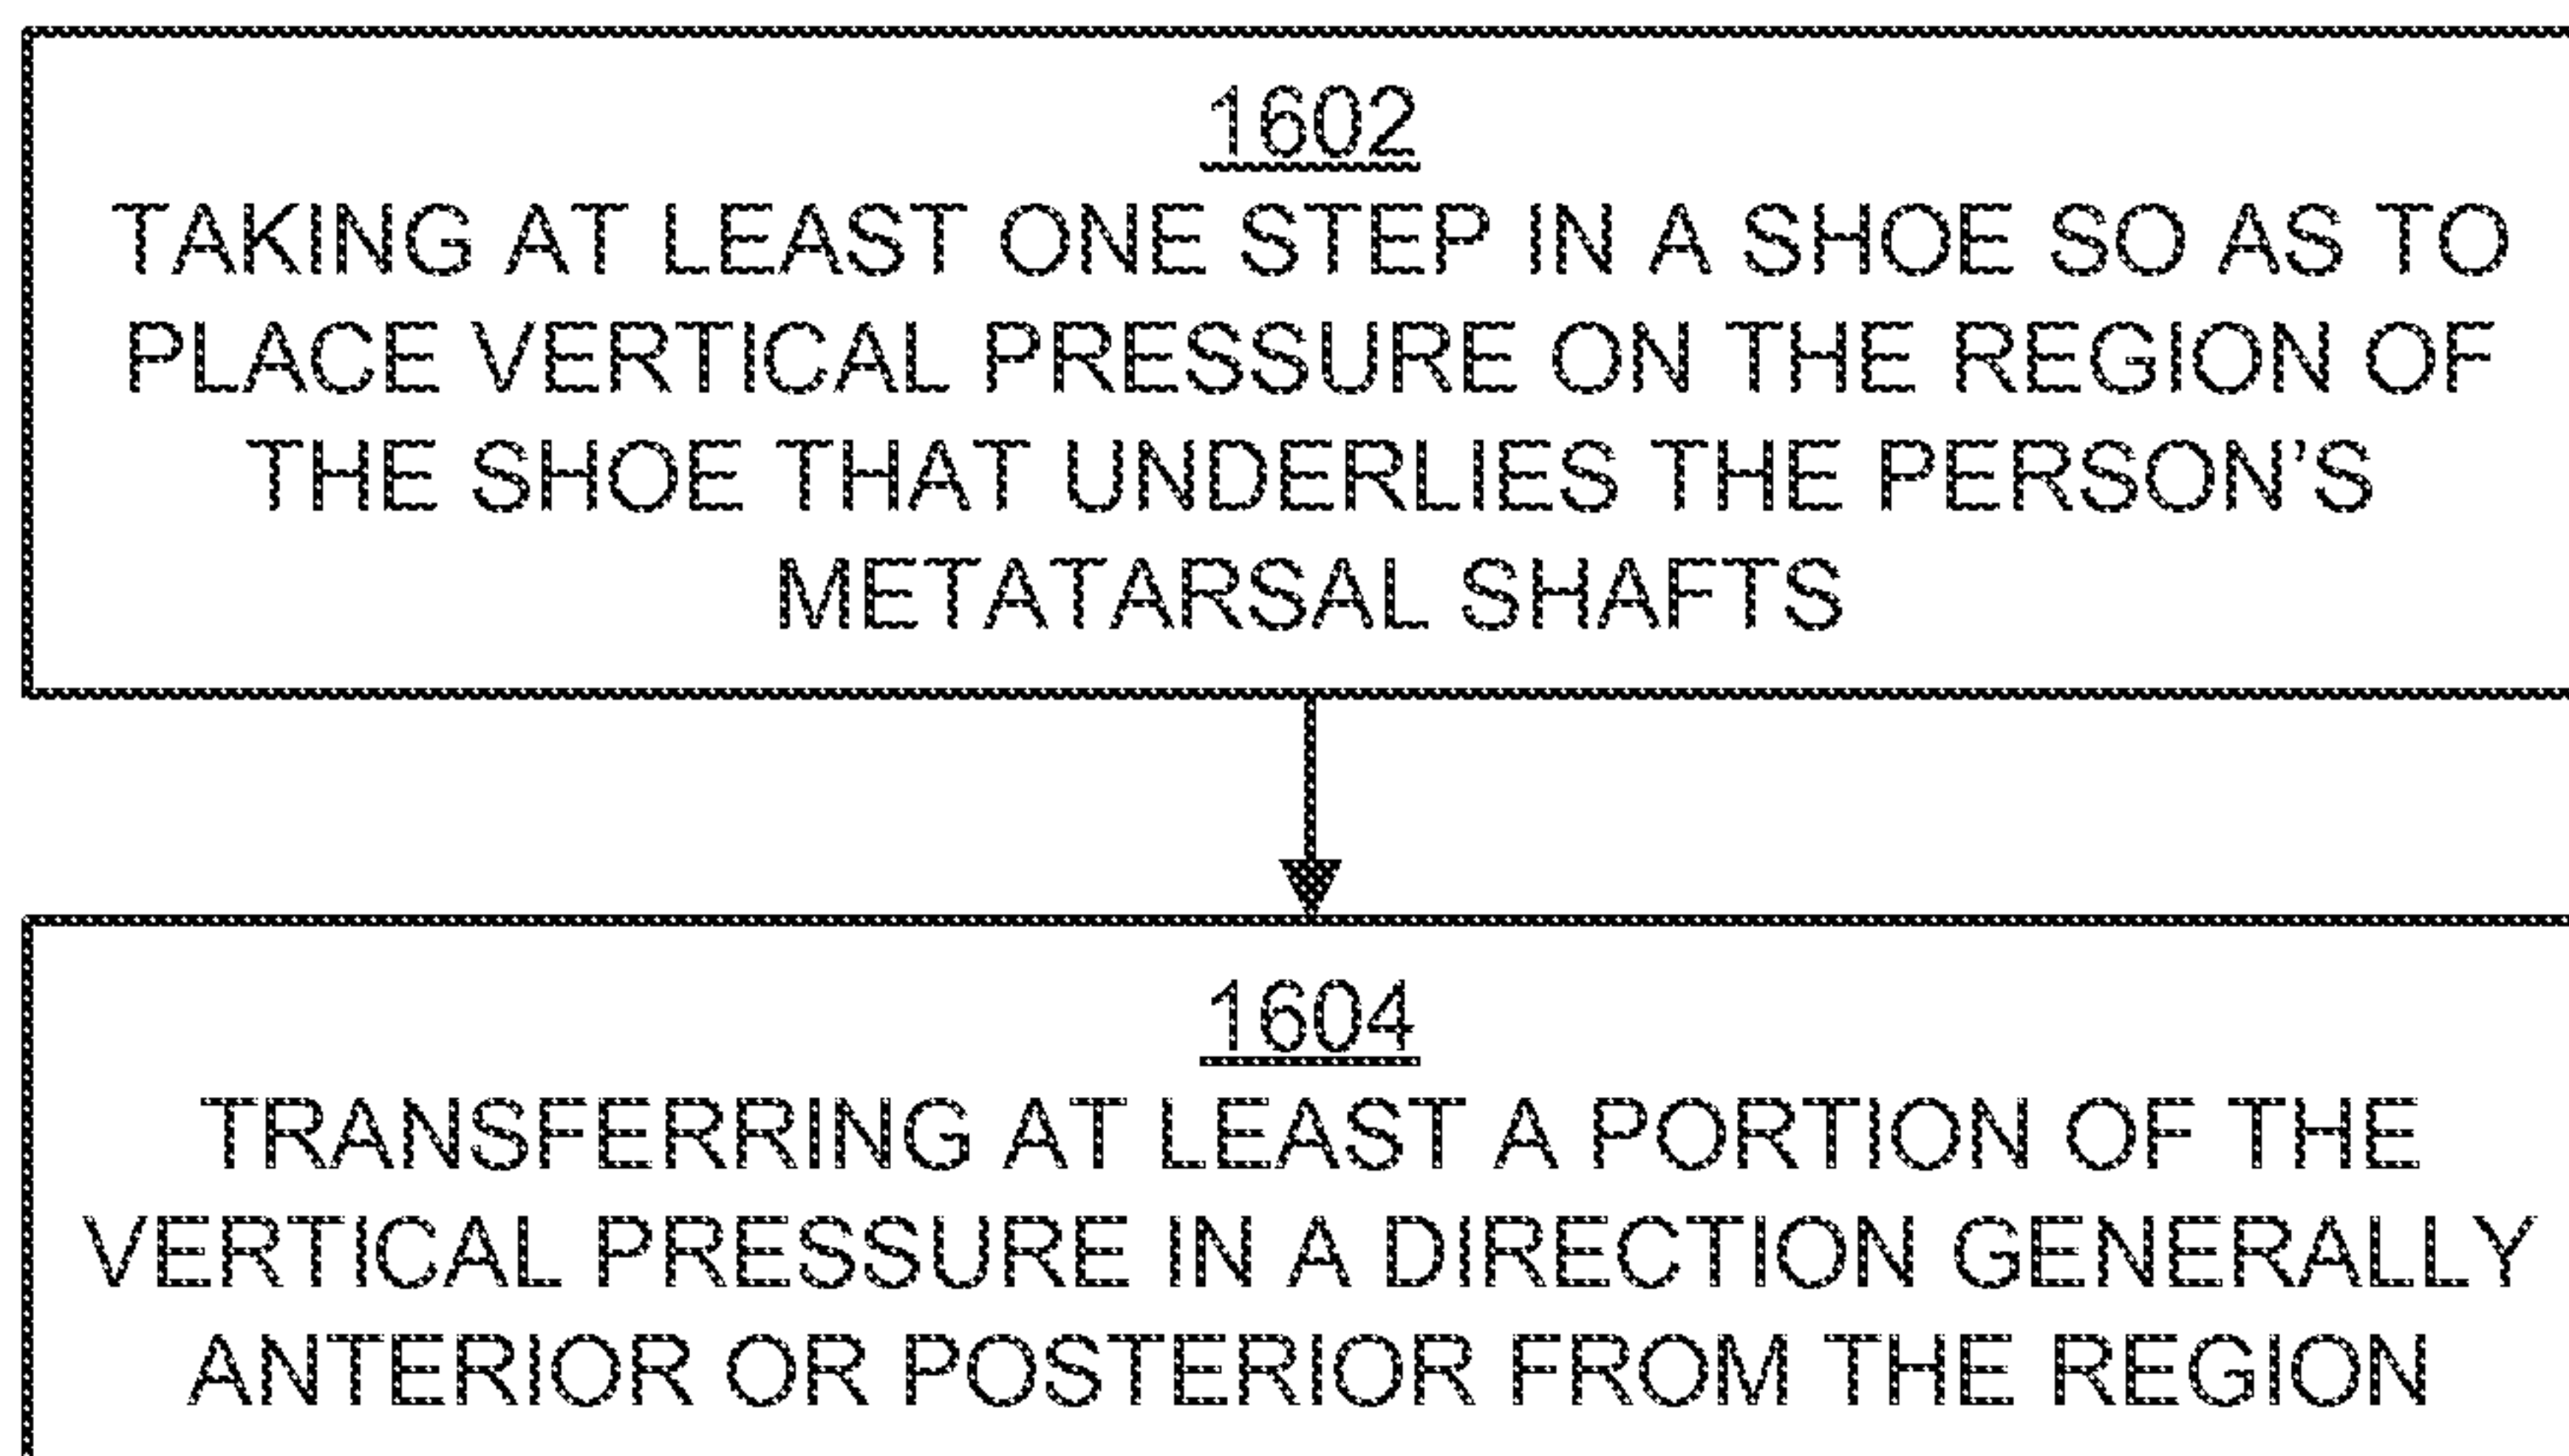 1602
TAKING AT LEAST ONE STEP IN A SHOE SO AS TO
PLACE VERTICAL PRESSURE ON THE REGION OF
THE SHOE THAT UNDERLIES THE PERSON'S
METATARSAL SHAFTS
1604
TRANSFERRING AT LEAST A PORTION OF THE
VERTICAL PRESSURE IN A DIRECTION GENERALLY
ANTERIOR OR POSTERIOR FROM THE REGION